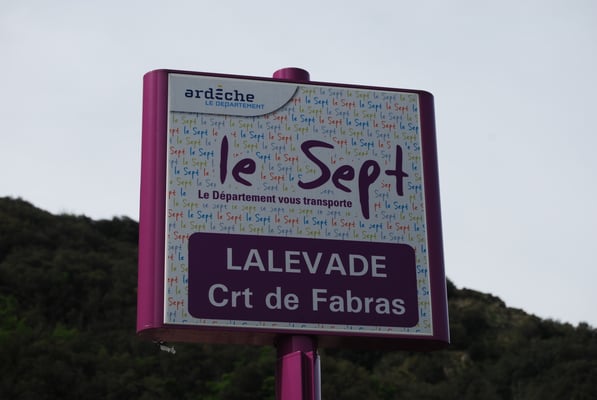 ardèche
LE DÉPARTEMENT
le Sept
Le Département vous transporte
LALEVADE
Crt de Fabras